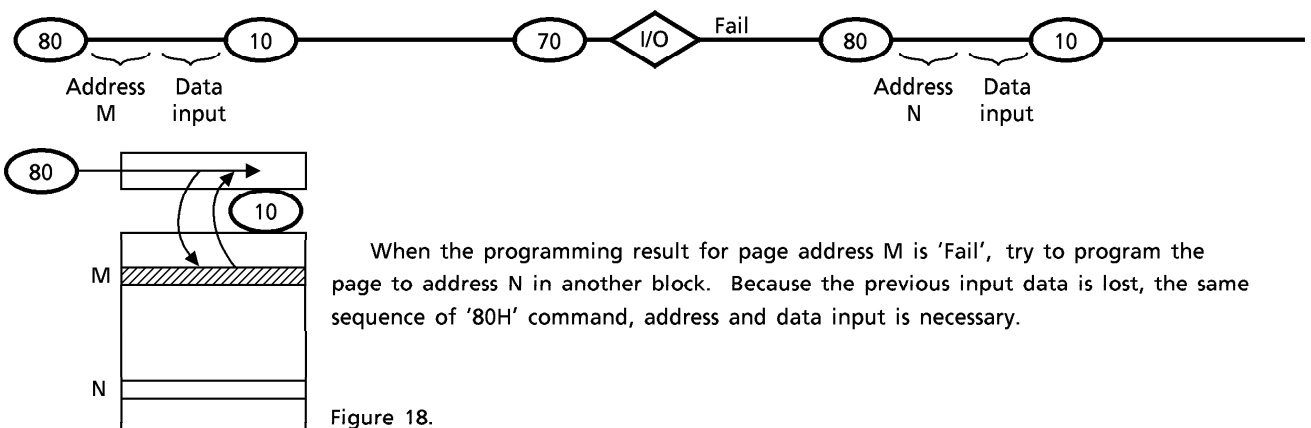 80 10 70 I/O Fail 80 10
Address Data Address Data
M input N input
80
10
When the programming result for page address M is 'Fail', try to program the
M
page to address N in another block. Because the previous input data is lost, the same
sequence of '80H' command, address and data input is necessary.
N
Figure 18.